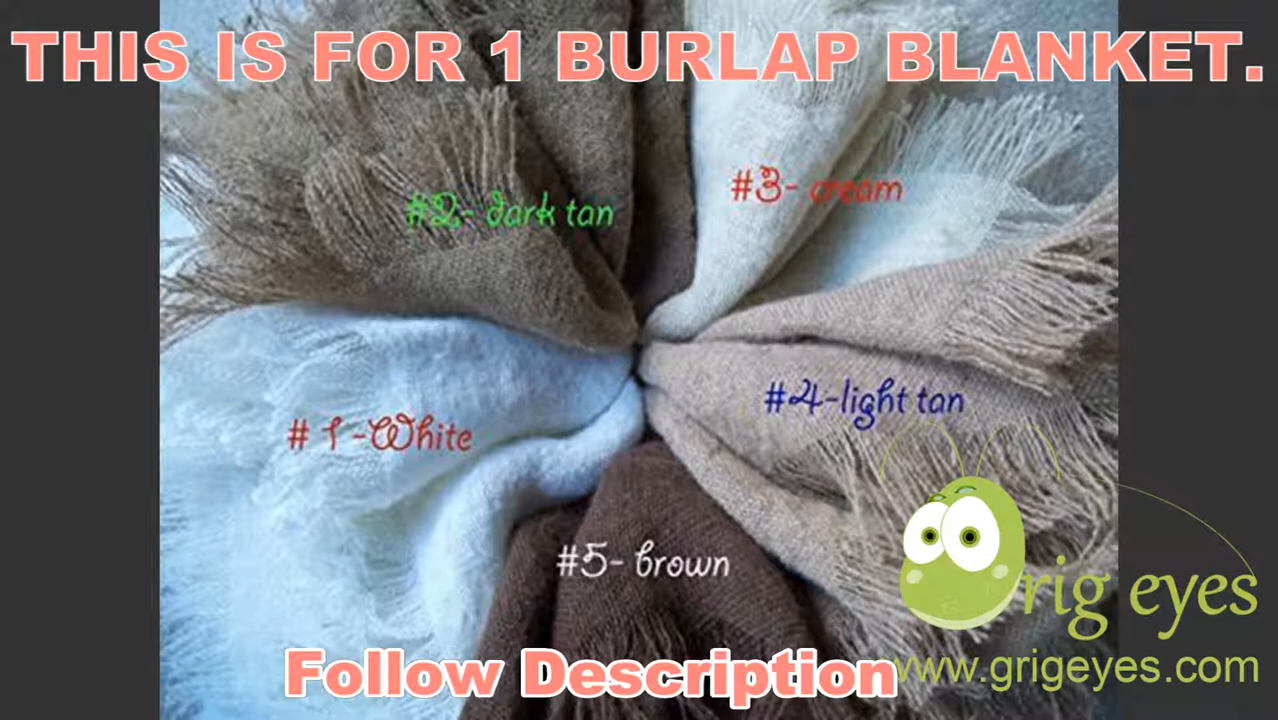 THIS IS FOR 1 BURLAP BLANKET.
#3- cream
#2- dark tan
#4-light tan
# 1-White
#5- brown
rig eyes
Follow Description
www.grigeyes.com